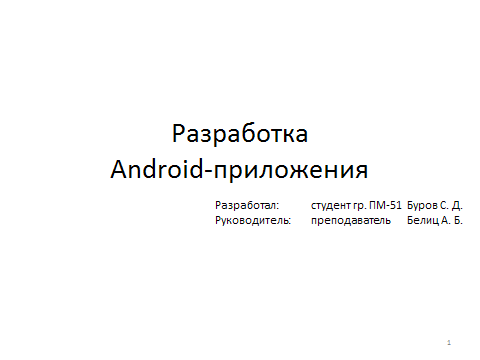 Разработка
Android-приложения
Разработал: студент гр. ПМ-51 Буров С. Д.
Руководитель: преподаватель Белиц А. Б.
1